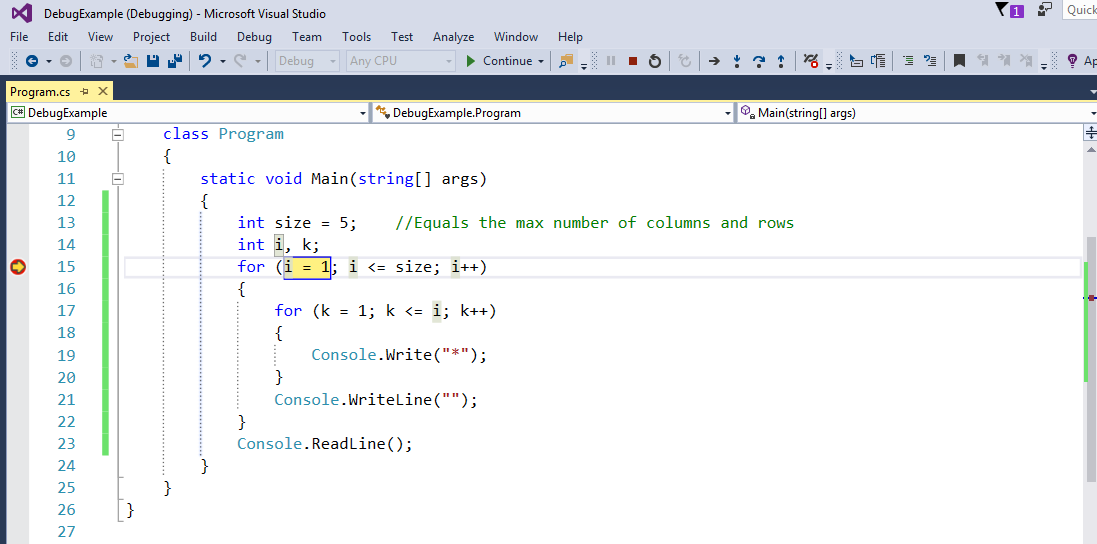 DebugExample (Debugging) - Microsoft Visual Studio
1
Quick
File Edit View Project Build Debug Team Tools Test Analyze Window Help
Debug Any CPU Continue Ap
Program.cs
C# DebugExample DebugExample.Program Main(string[] args)
9 class Program
10 {
11 static void Main(string[] args)
12 {
13 int size = 5; //Equals the max number of columns and rows
14 int i, k;
15 for (i = 1; i <= size; i++)
16 {
17 for (k = 1; k <= i; k++)
18 {
19 Console.Write("*");
20 }
21 Console.WriteLine("");
22 }
23 Console.ReadLine();
24 }
25 }
26 }
27